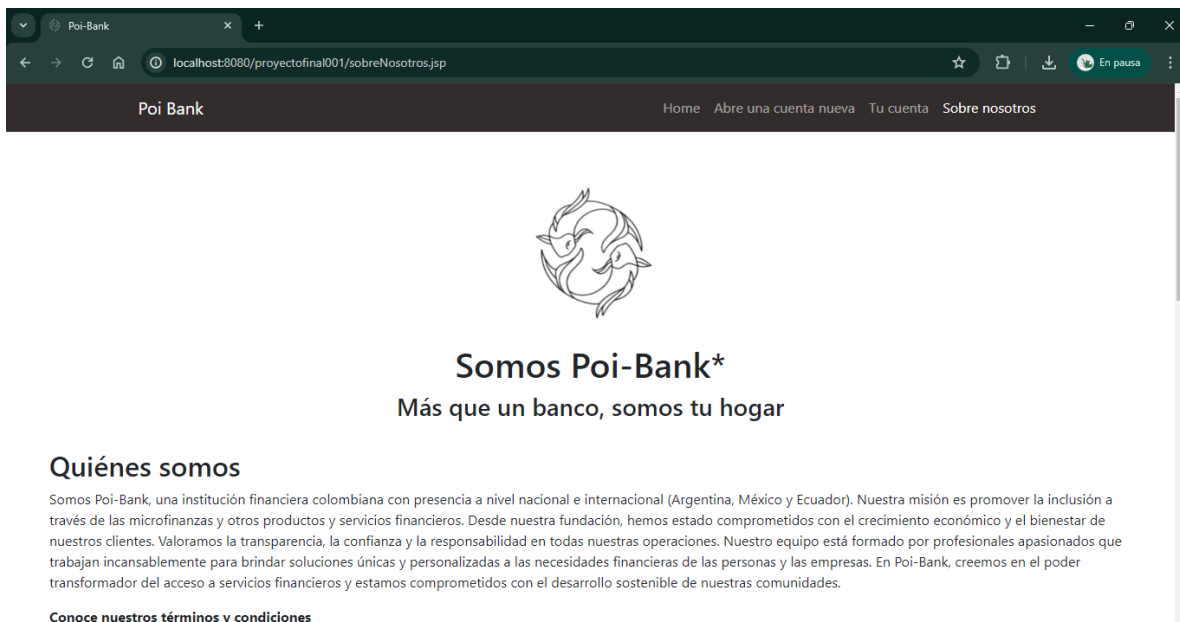 Poi-Bank
localhost:8080/proyectofinal001/sobreNosotros.jsp
En pausa
Poi Bank
Home Abre una cuenta nueva Tu cuenta Sobre nosotros
Somos Poi-Bank*
Más que un banco, somos tu hogar
Quiénes somos
Somos Poi-Bank, una institución financiera colombiana con presencia a nivel nacional e internacional (Argentina, México y Ecuador). Nuestra misión es promover la inclusión a
través de las microfinanzas y otros productos y servicios financieros. Desde nuestra fundación, hemos estado comprometidos con el crecimiento económico y el bienestar de
nuestros clientes. Valoramos la transparencia, la confianza y la responsabilidad en todas nuestras operaciones. Nuestro equipo está formado por profesionales apasionados que
trabajan incansablemente para brindar soluciones únicas y personalizadas a las necesidades financieras de las personas y las empresas. En Poi-Bank, creemos en el poder
transformador del acceso a servicios financieros y estamos comprometidos con el desarrollo sostenible de nuestras comunidades.
Conoce nuestros términos y condiciones